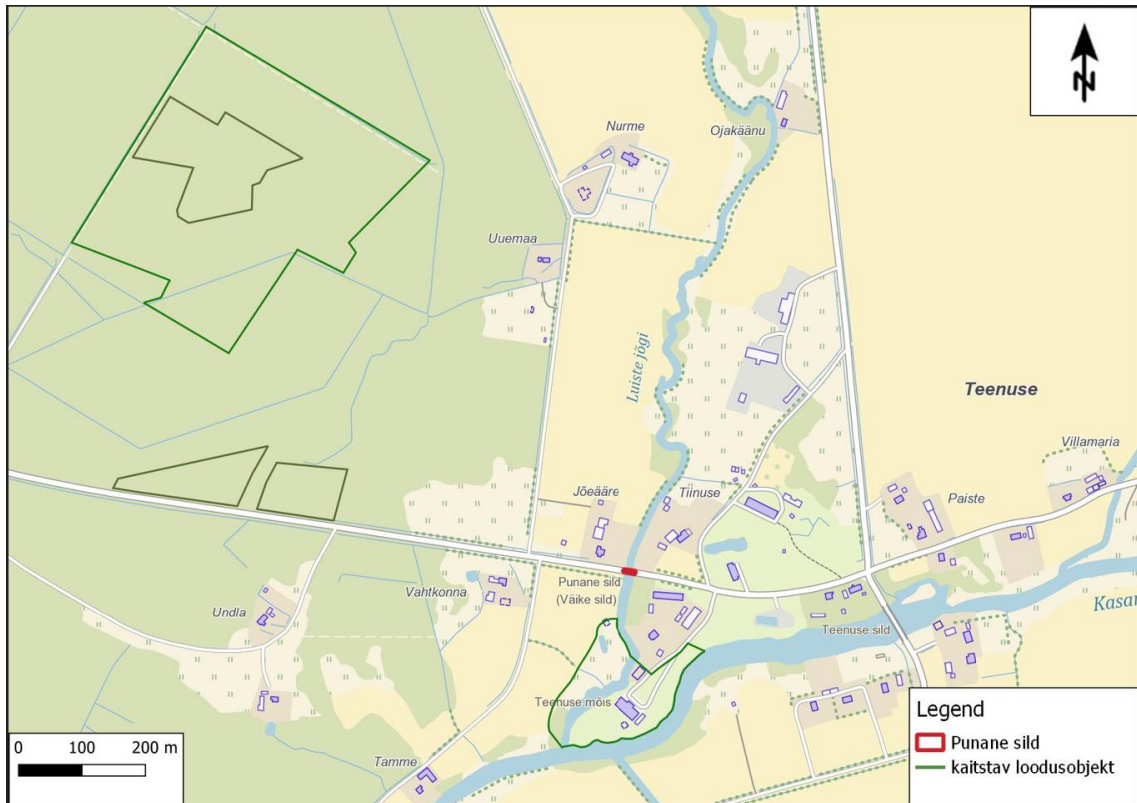 N
Nurme
Ojakäänu
Uuemaa
Luiste jõgi
Teenuse
Villamaria
Jõeääre
Tiinuse
Paiste
Punane sild
(Väike sild)
Vahtkonna
Undla
Kasar
Teenuse sild
Teenuse mõis
Tamme
0 100 200 m
Legend
Punane sild
kaitstav loodusobjekt